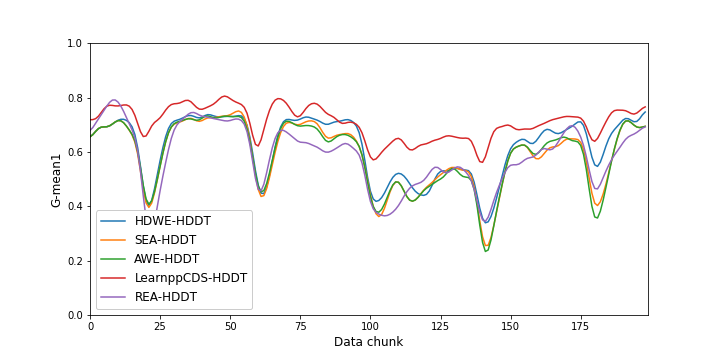 1.0
0.8
0.6
0.4
0.2
0.0
G-mean1
HDWE-HDDT
SEA-HDDT
AWE-HDDT
LearnppCDS-HDDT
REA-HDDT
0 25 50 75 100 125 150 175
Data chunk